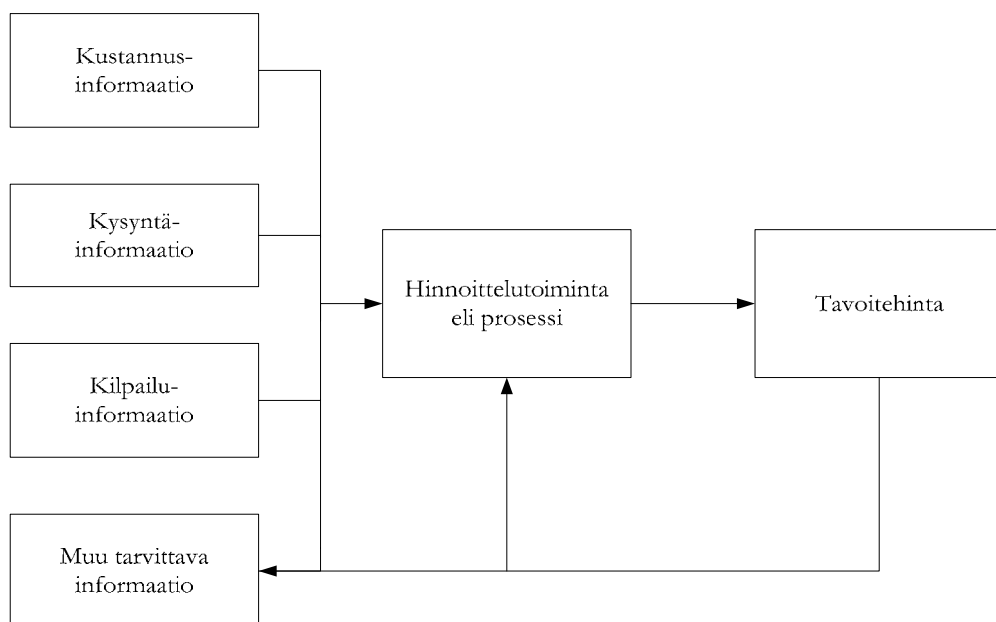 Kustannus-
informaatio
Kysyntä-
informaatio
Kilpailu-
informaatio
Muu tarvittava
informaatio
Hinnoittelutoiminta
eli prosessi
Tavoitehinta